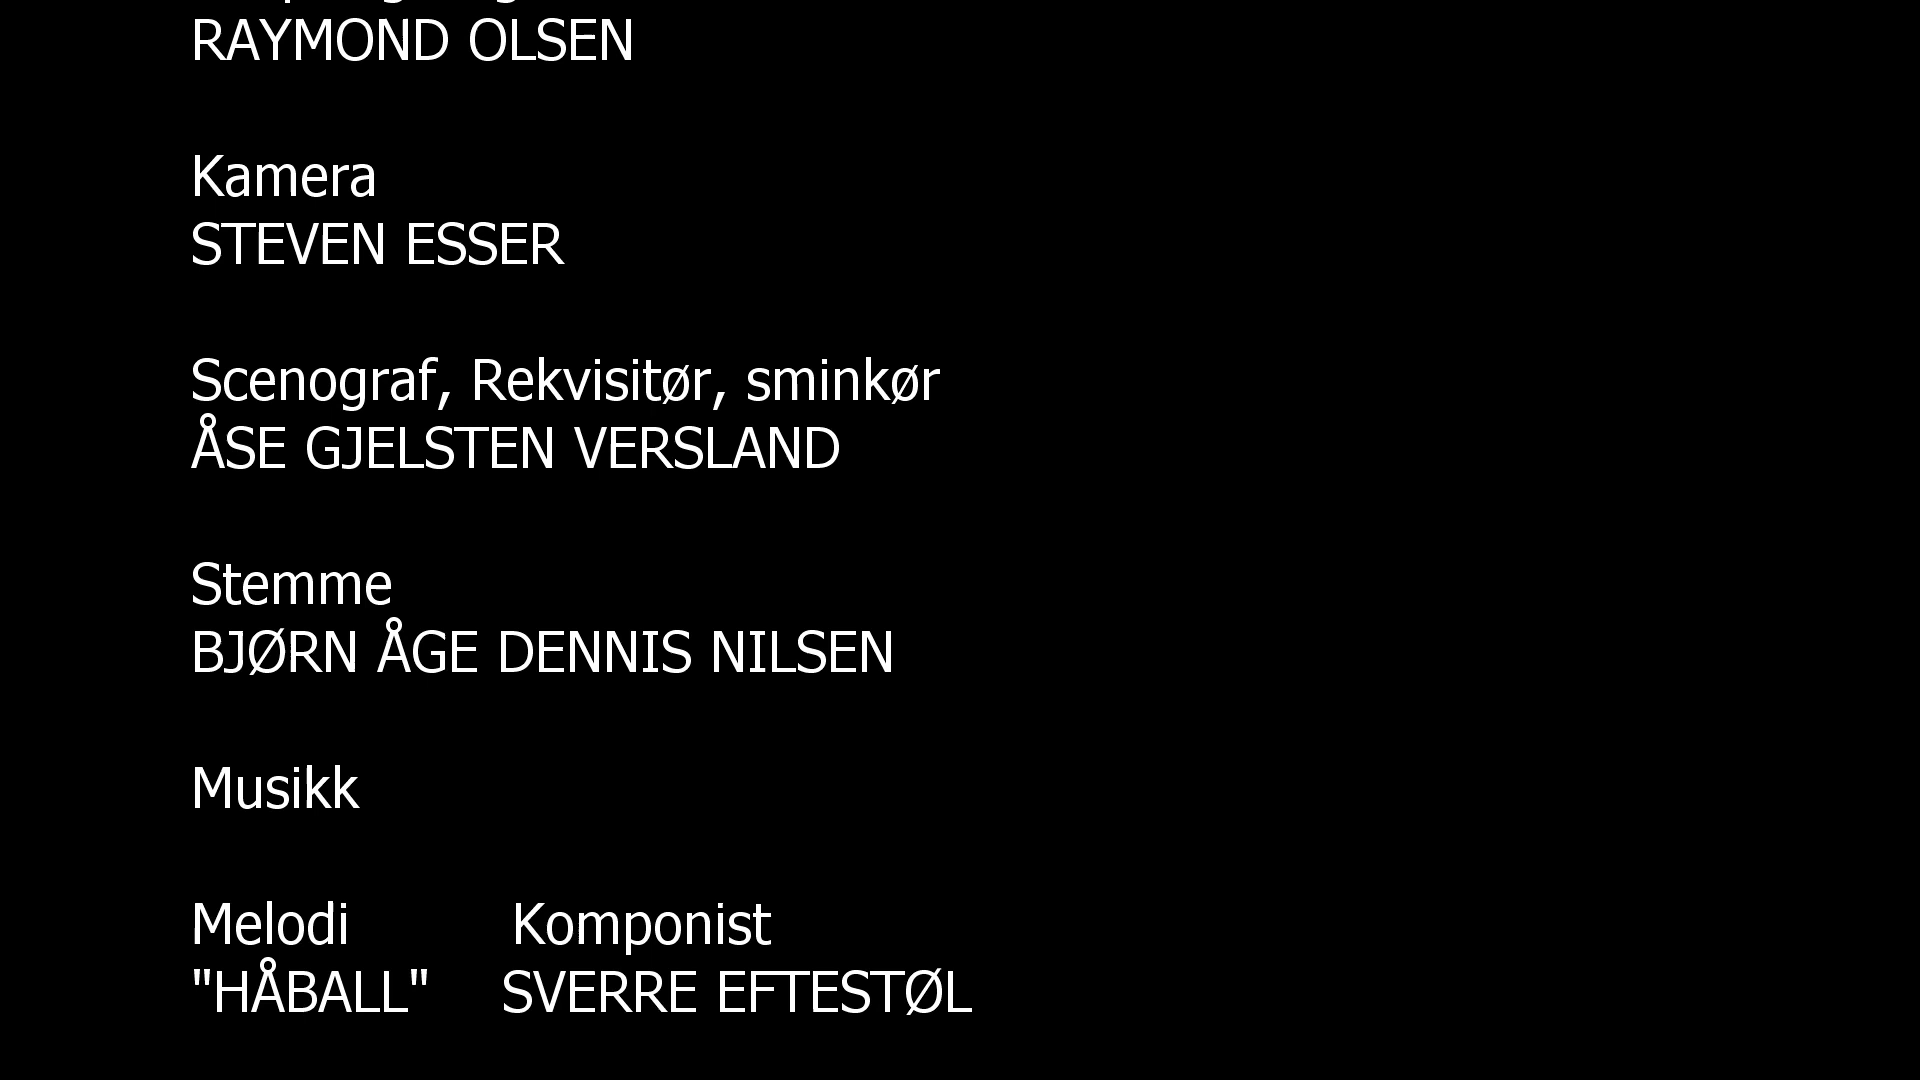 RAYMOND OLSEN
Kamera
STEVEN ESSER
Scenograf, Rekvisitør, sminkør
ÅSE GJELSTEN VERSLAND
Stemme
BJØRN ÅGE DENNIS NILSEN
Musikk
Melodi Komponist
"HÅBALL" SVERRE EFTESTØL